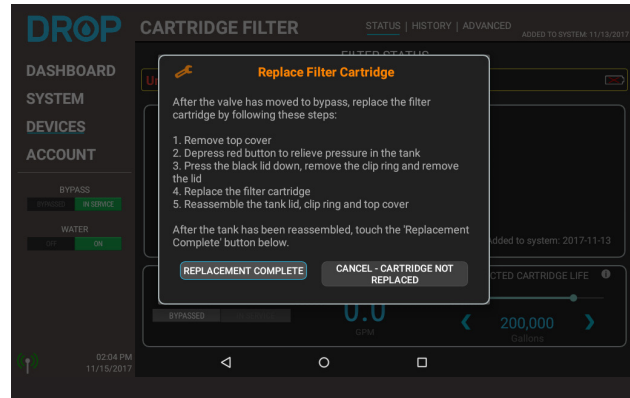 DROP
CARTRIDGE FILTER
STATUS | HISTORY | ADVANCED
ADDED TO SYSTEM: 11/13/2017
DASHBOARD
SYSTEM
DEVICES
ACCOUNT
BYPASS
BYPASSED IN SERVICE
WATER
OFF ON
02:04 PM
11/15/2017
FILTER STATUS
Replace Filter Cartridge
After the valve has moved to bypass, replace the filter
cartridge by following these steps:
1. Remove top cover
2. Depress red button to relieve pressure in the tank
3. Press the black lid down, remove the clip ring and remove
the lid
4. Replace the filter cartridge
5. Reassemble the tank lid, clip ring and top cover
After the tank has been reassembled, touch the 'Replacement
Complete' button below.
REPLACEMENT COMPLETE
CANCEL - CARTRIDGE NOT
REPLACED
Added to system: 2017-11-13
CTED CARTRIDGE LIFE
BYPASSED
0.0
GPM
200,000
Gallons